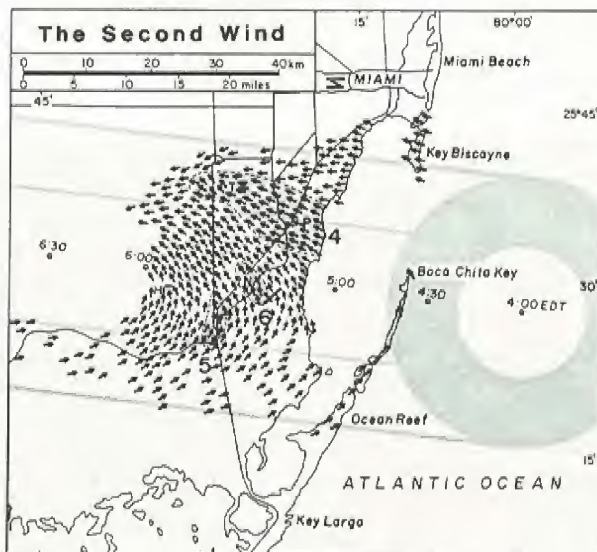 The Second Wind
0 10 20 30 40 km
0 5 10 15 20 miles
15'
80°00'
Miami Beach
M
MIAMI
45'
25°45'
Key Biscayne
4
6:30
6:00
Boca Chita Key
5:00
4:30
30'
4:00 EDT
6
5
Ocean Reef
15'
ATLANTIC OCEAN
Key Largo